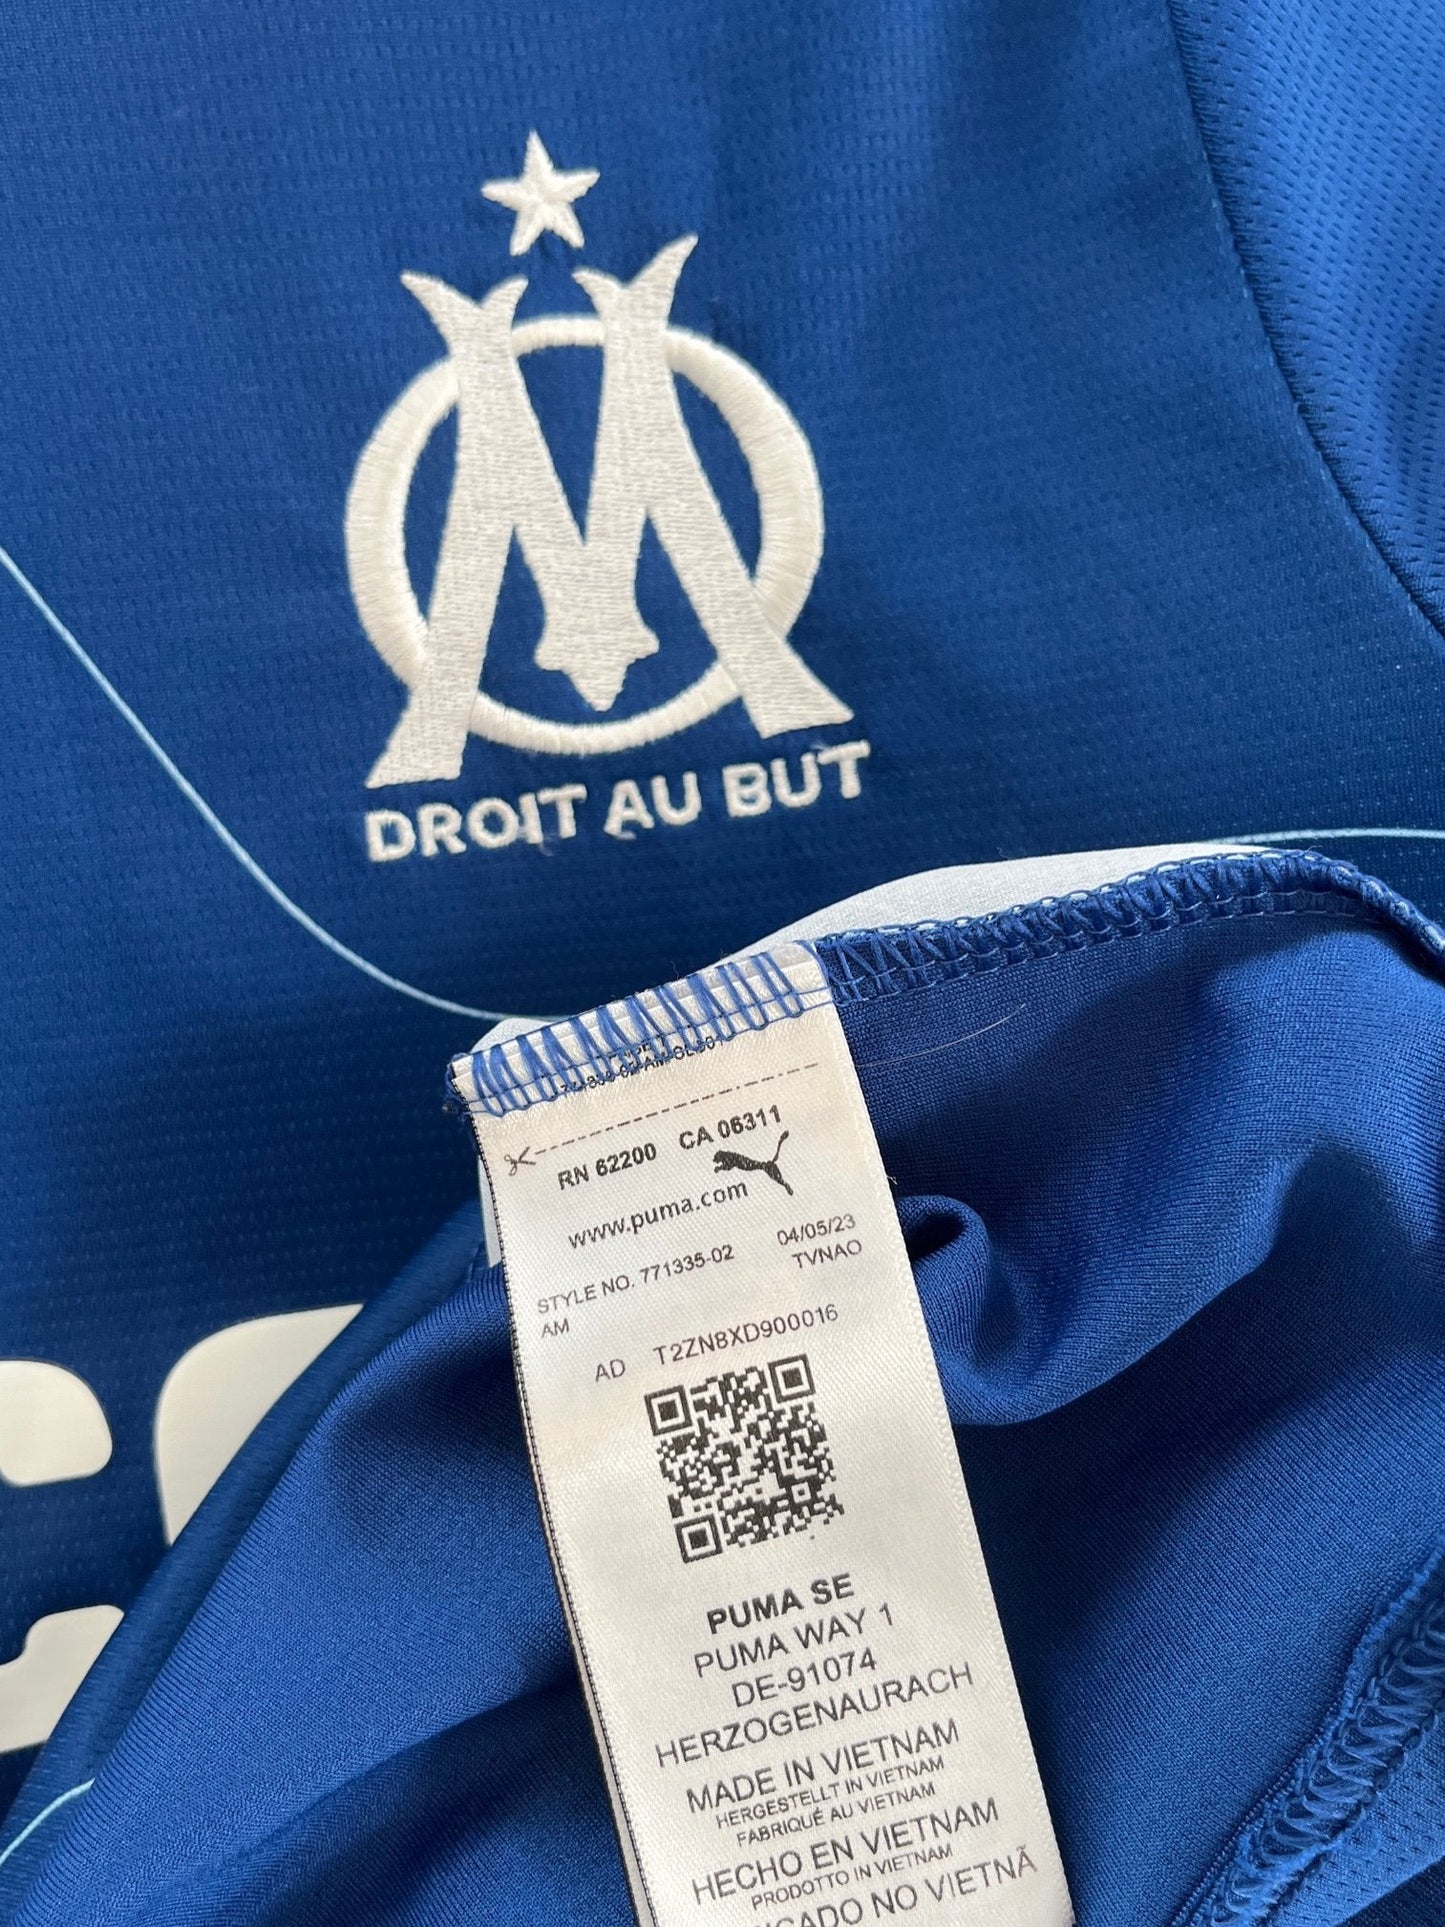 DROIT AU BUT
RN 62200 CA 06311
www.puma.com
04/05/23
STYLE NO. 771335-02
TVNAO
AM
AD T2ZN8XD900016
PUMA SE
PUMA WAY 1
DE-91074
HERZOGENAURACH
MADE IN VIETNAM
HERGESTELLT IN VIETNAM
FABRIQUÉ AU VIETNAM
HECHO EN VIETNAM
PRODOTTO IN VIETNAM
NO VIETNÃ